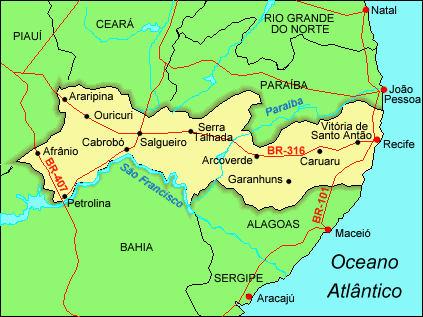 Natal
CEARÁ
RIO GRANDE
DO NORTE
PIAUÍ
PARAÍBA
João
Pessoa
Araripina
Paraíba
Ouricuri
Serra
Talhada
Vitória de
Santo Antão
Recife
Cabrobó
Salgueiro
Afrânio
BR-316
Arcoverde
Caruaru
BR-407
São Francisco
Garanhuns
Petrolina
BR-101
ALAGOAS
Maceió
BAHIA
Oceano
Atlântico
SERGIPE
Aracajú